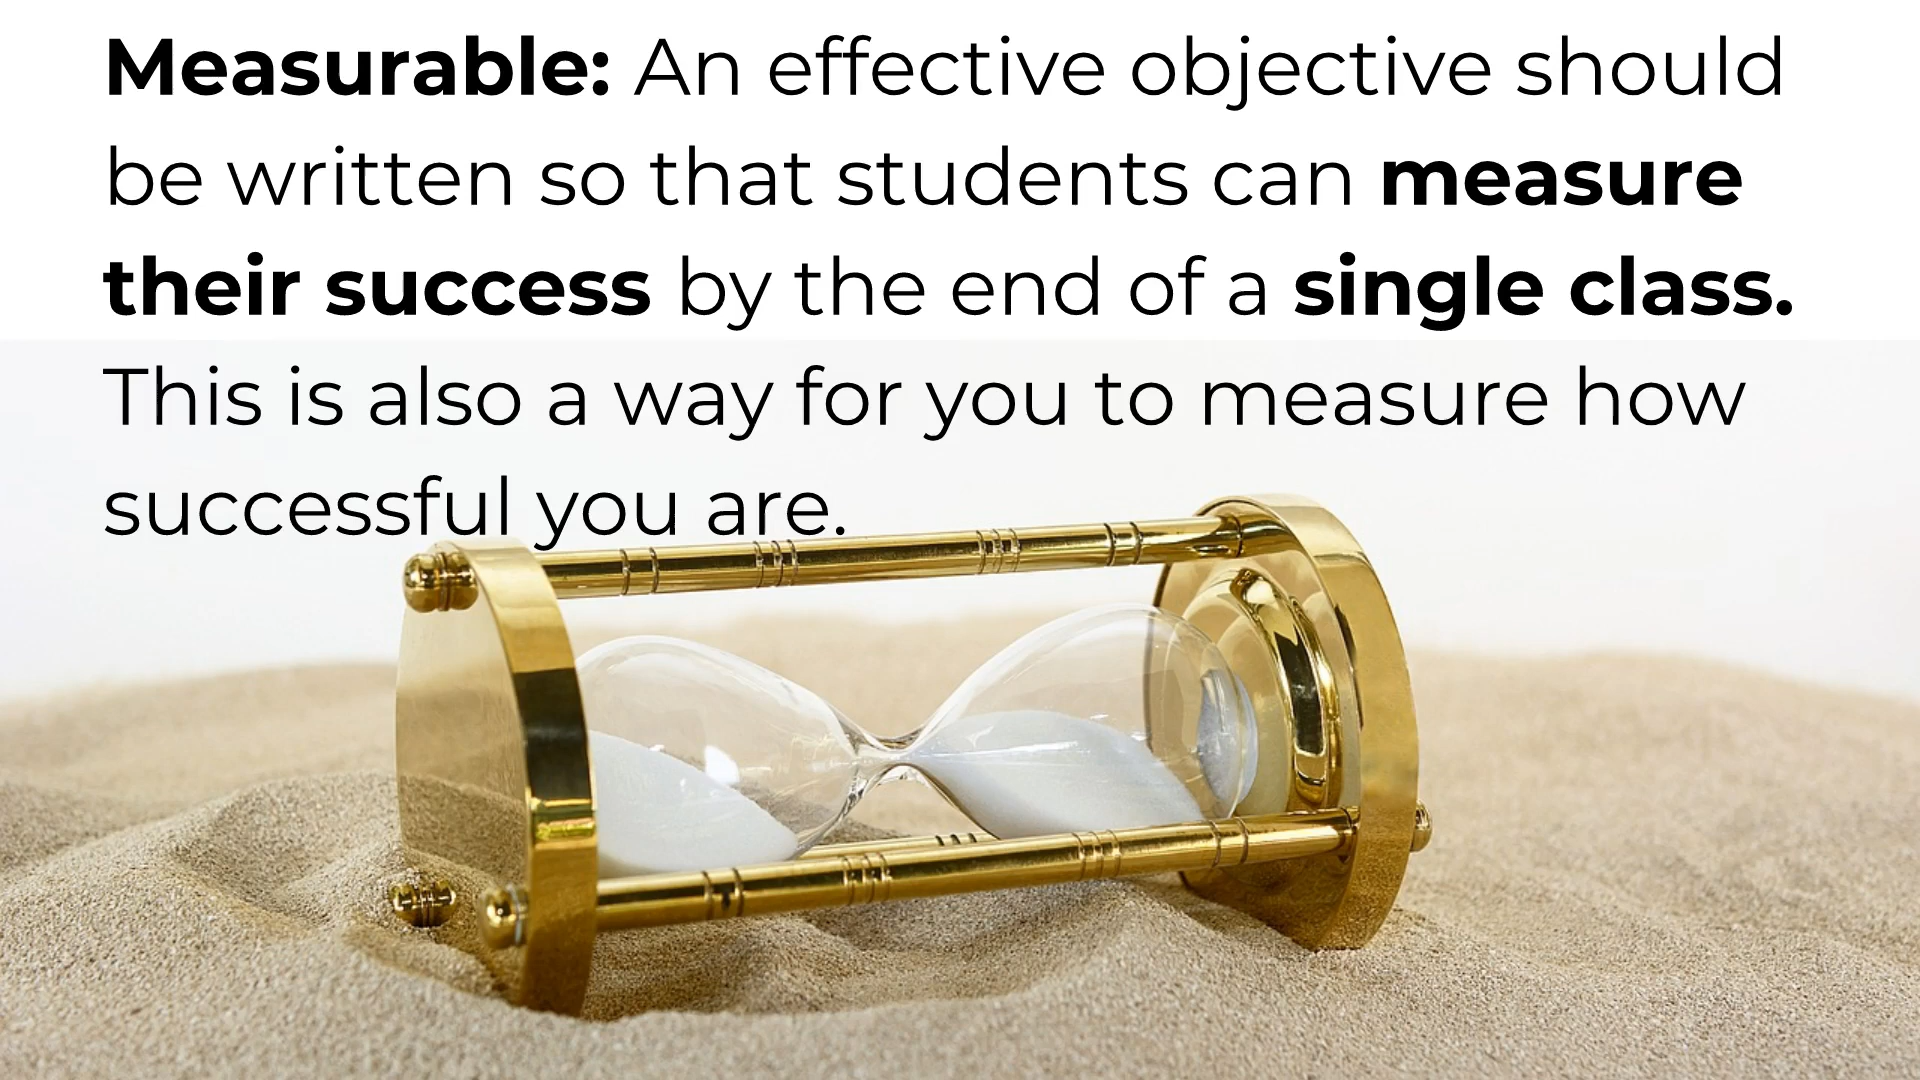 Measurable: An effective objective should
be written so that students can measure
their success by the end of a single class.
This is also a way for you to measure how
successful you are.